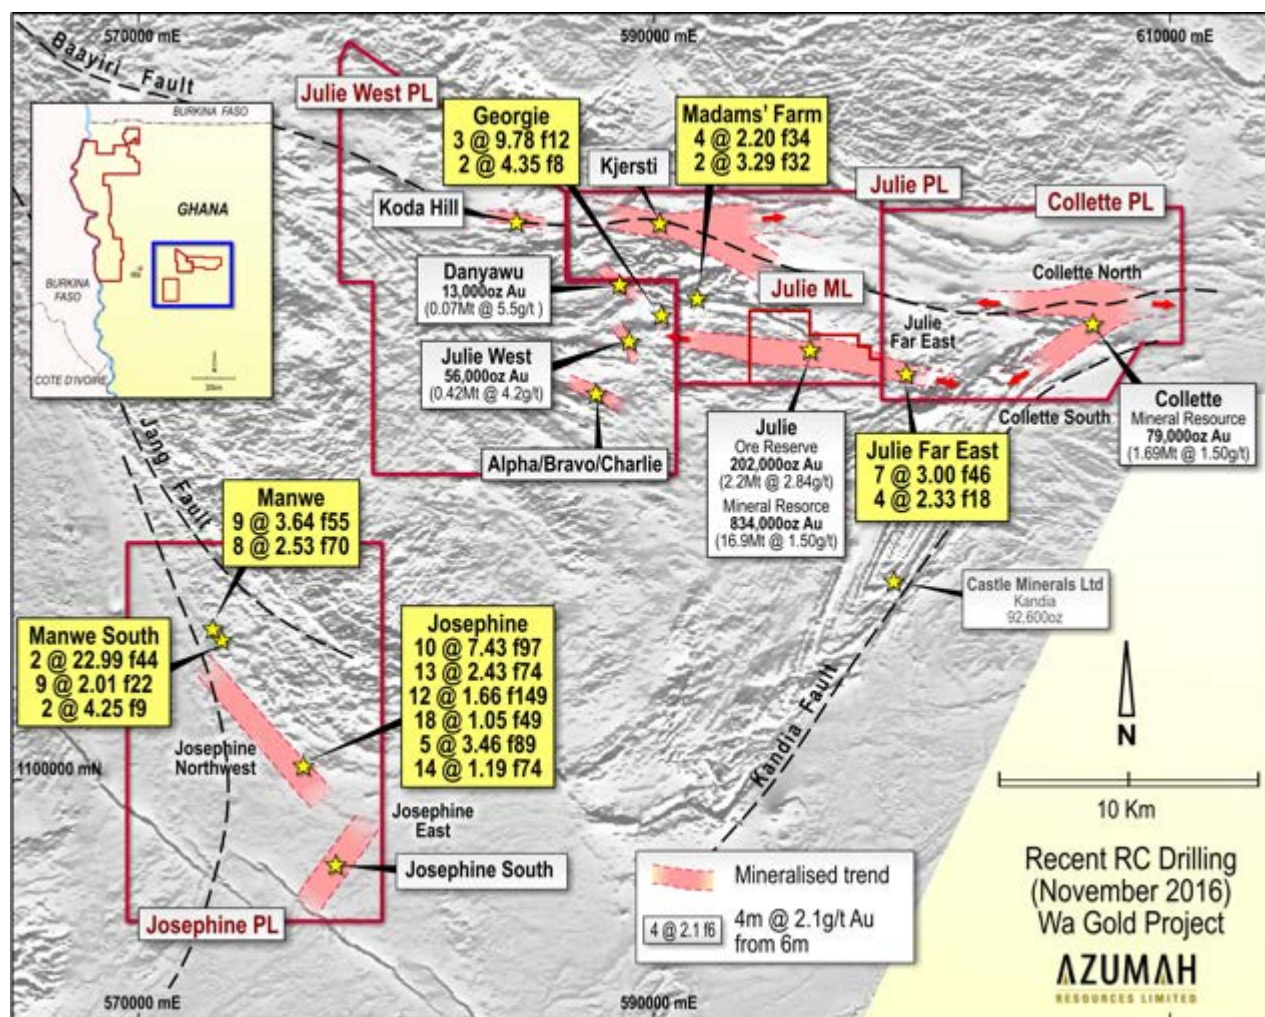 570000 mE
590000 mE
610000 mE
Baayiri Fault
BURKINA FASO
GHANA
BURKINA
FASO
COTE D'IVOIRE
Julie West PL
Georgie
3 @ 9.78 f12
2 @ 4.35 f8
Madams' Farm
4 @ 2.20 f34
2 @ 3.29 f32
Kjersti
Koda Hill
Julie PL
Collette PL
Danyawu
13,000oz Au
(0.07Mt @ 5.5g/t )
Julie ML
Collette North
Julie
Far East
Julie West
56,000oz Au
(0.42Mt @ 4.2g/t)
Collette South
Collette
Mineral Resource
79,000oz Au
(1.69Mt @ 1.50g/t)
Alpha/Bravo/Charlie
Julie
Ore Reserve
202,000oz Au
(2.2Mt @ 2.84g/t)
Mineral Resorce
834,000oz Au
(16.9Mt @ 1.50g/t)
Julie Far East
7 @ 3.00 f46
4 @ 2.33 f18
Jang Fault
Manwe
9 @ 3.64 f55
8 @ 2.53 f70
Castle Minerals Ltd
Kandia
92,600oz
Manwe South
2 @ 22.99 f44
9 @ 2.01 f22
2 @ 4.25 f9
Josephine
10 @ 7.43 f97
13 @ 2.43 f74
12 @ 1.66 f149
18 @ 1.05 f49
5 @ 3.46 f89
14 @ 1.19 f74
Kandia Fault
N
Josephine
Northwest
1100000 mN
10 Km
Josephine
East
Josephine South
Josephine PL
Mineralised trend
4 @ 2.1 f6
4m @ 2.1g/t Au
from 6m
Recent RC Drilling
(November 2016)
Wa Gold Project
AZUMAH
RESOURCES LIMITED
570000 mE
590000 mE